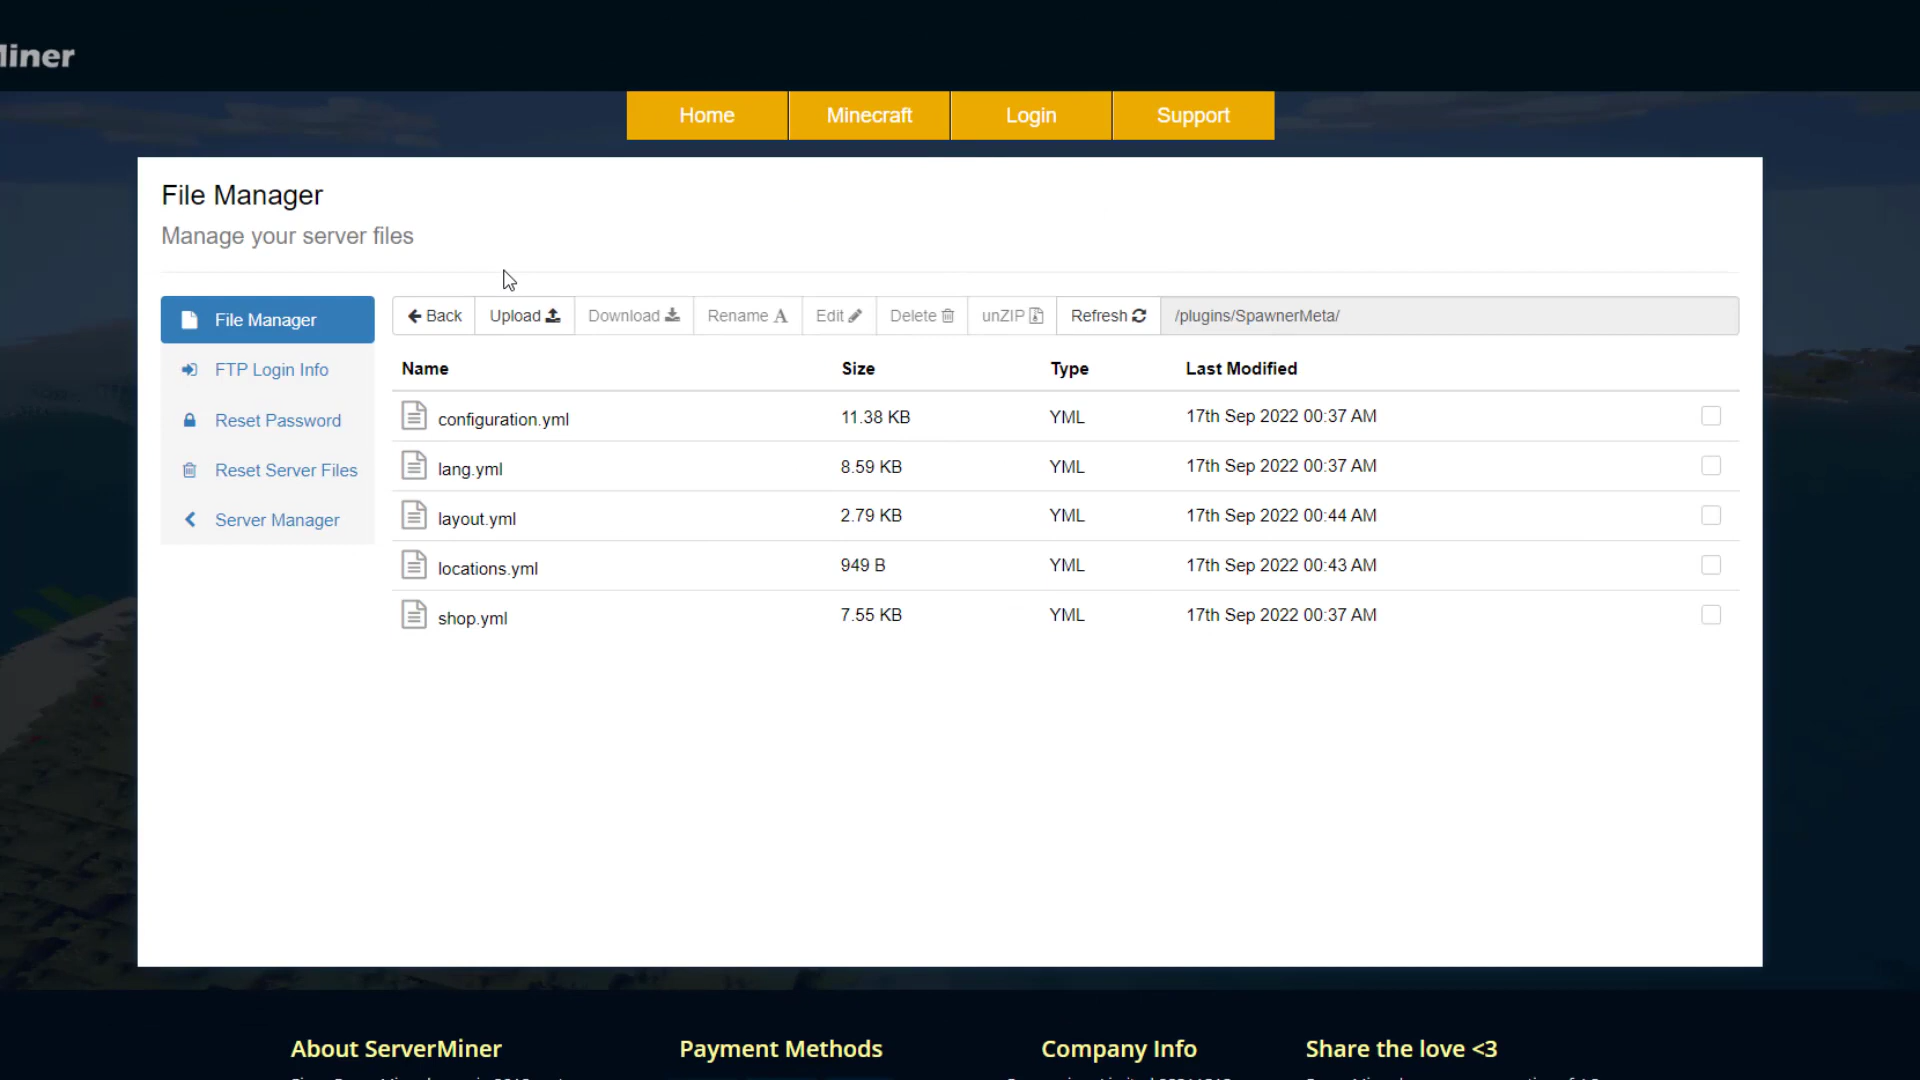 Miner
Home Minecraft Login Support
File Manager
Manage your server files
File Manager
FTP Login Info
Reset Password
Reset Server Files
Server Manager
Back Upload Download Rename A Edit Delete unZIP Refresh /plugins/SpawnerMeta/
Name Size Type Last Modified
configuration.yml 11.38 KB YML 17th Sep 2022 00:37 AM
lang.yml 8.59 KB YML 17th Sep 2022 00:37 AM
layout.yml 2.79 KB YML 17th Sep 2022 00:44 AM
locations.yml 949 B YML 17th Sep 2022 00:43 AM
shop.yml 7.55 KB YML 17th Sep 2022 00:37 AM
About ServerMiner Payment Methods Company Info Share the love <3